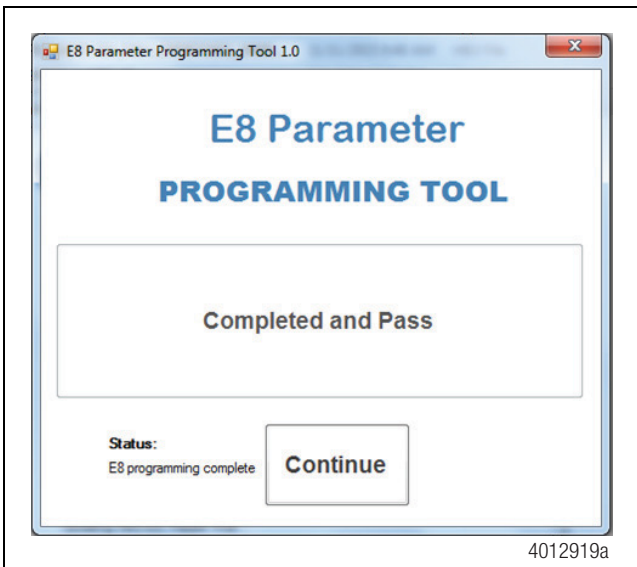 E8 Parameter Programming Tool 1.0
E8 Parameter
PROGRAMMING TOOL
Completed and Pass
Status:
E8 programming complete
Continue
4012919a